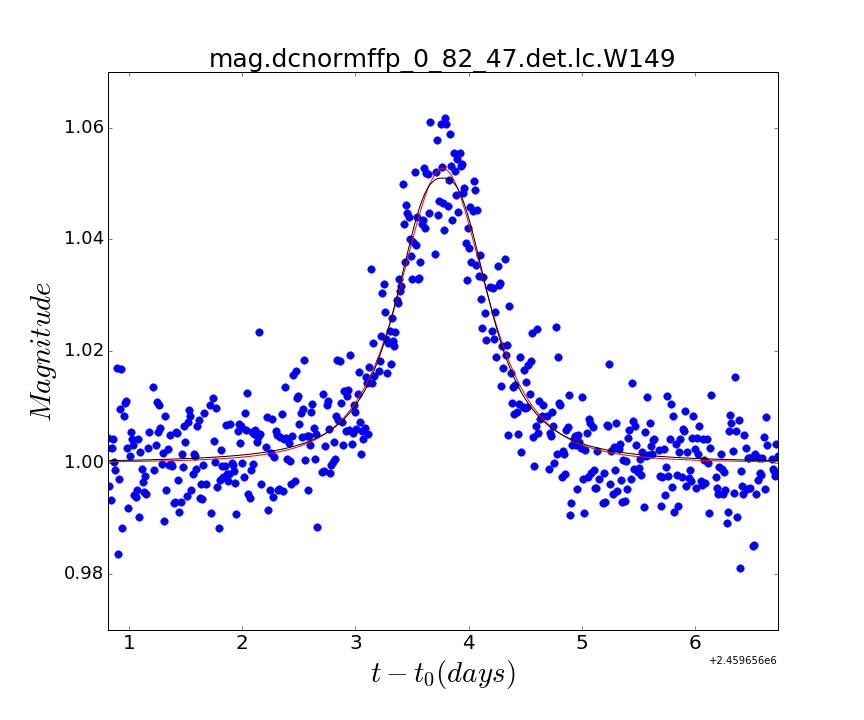 mag.dcnormffp_0_82_47.det.lc.W149
Magnitude
1.06
1.04
1.02
1.00
0.98
1 2 3 4 5 6
+2.459656e6
t − t₀(days)